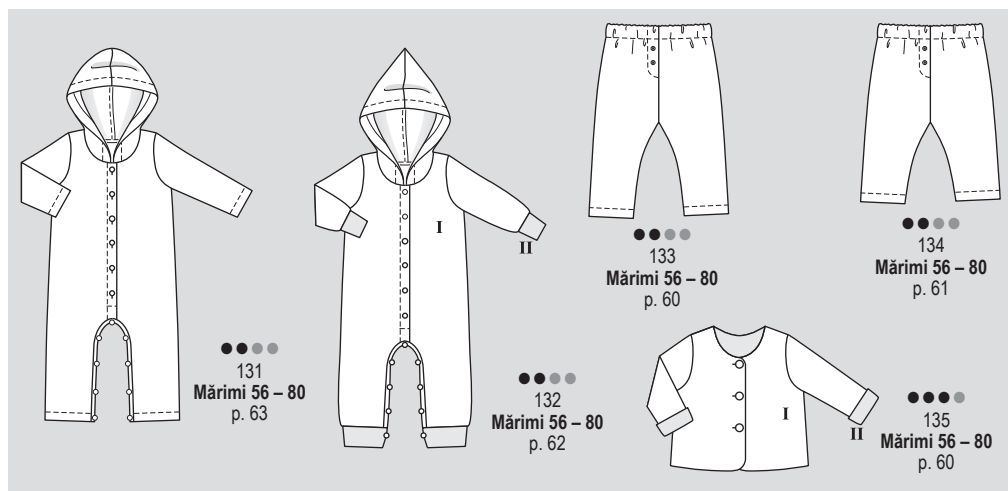 131
Mărimi 56 – 80
p. 63
I
II
132
Mărimi 56 – 80
p. 62
133
Mărimi 56 – 80
p. 60
134
Mărimi 56 – 80
p. 61
I
II
135
Mărimi 56 – 80
p. 60